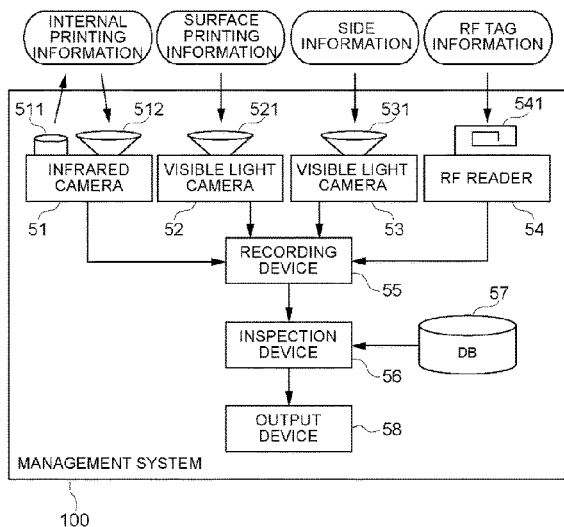 INTERNAL
PRINTING
INFORMATION
SURFACE
PRINTING
INFORMATION
SIDE
INFORMATION
RF TAG
INFORMATION
511
512
521
531
541
INFRARED
CAMERA
VISIBLE LIGHT
CAMERA
VISIBLE LIGHT
CAMERA
RF READER
51
52
53
54
RECORDING
DEVICE
55
57
INSPECTION
DEVICE
DB
56
OUTPUT
DEVICE
58
MANAGEMENT SYSTEM
100